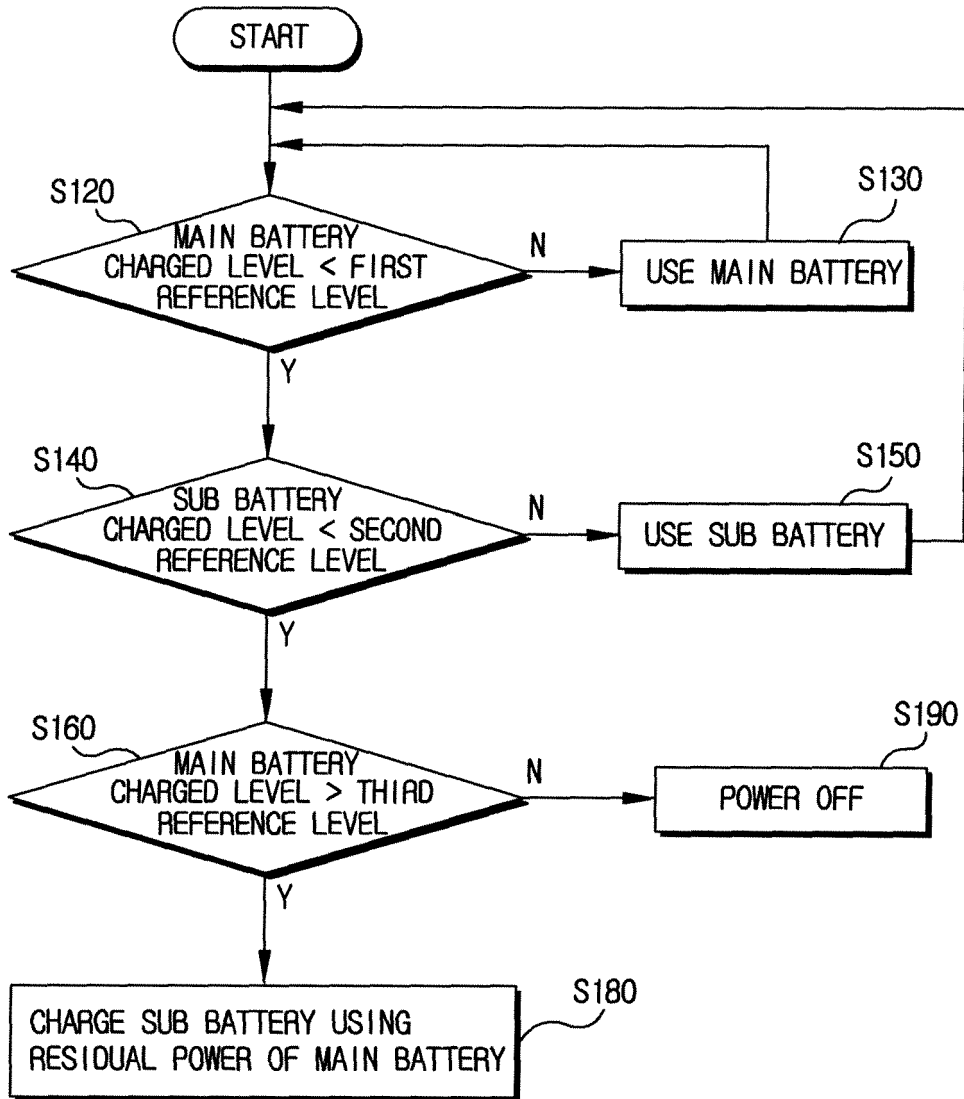 START
S120
MAIN BATTERY
CHARGED LEVEL < FIRST
REFERENCE LEVEL
N
S130
USE MAIN BATTERY
Y
S140
SUB BATTERY
CHARGED LEVEL < SECOND
REFERENCE LEVEL
N
S150
USE SUB BATTERY
Y
S160
MAIN BATTERY
CHARGED LEVEL > THIRD
REFERENCE LEVEL
N
S190
POWER OFF
Y
S180
CHARGE SUB BATTERY USING
RESIDUAL POWER OF MAIN BATTERY